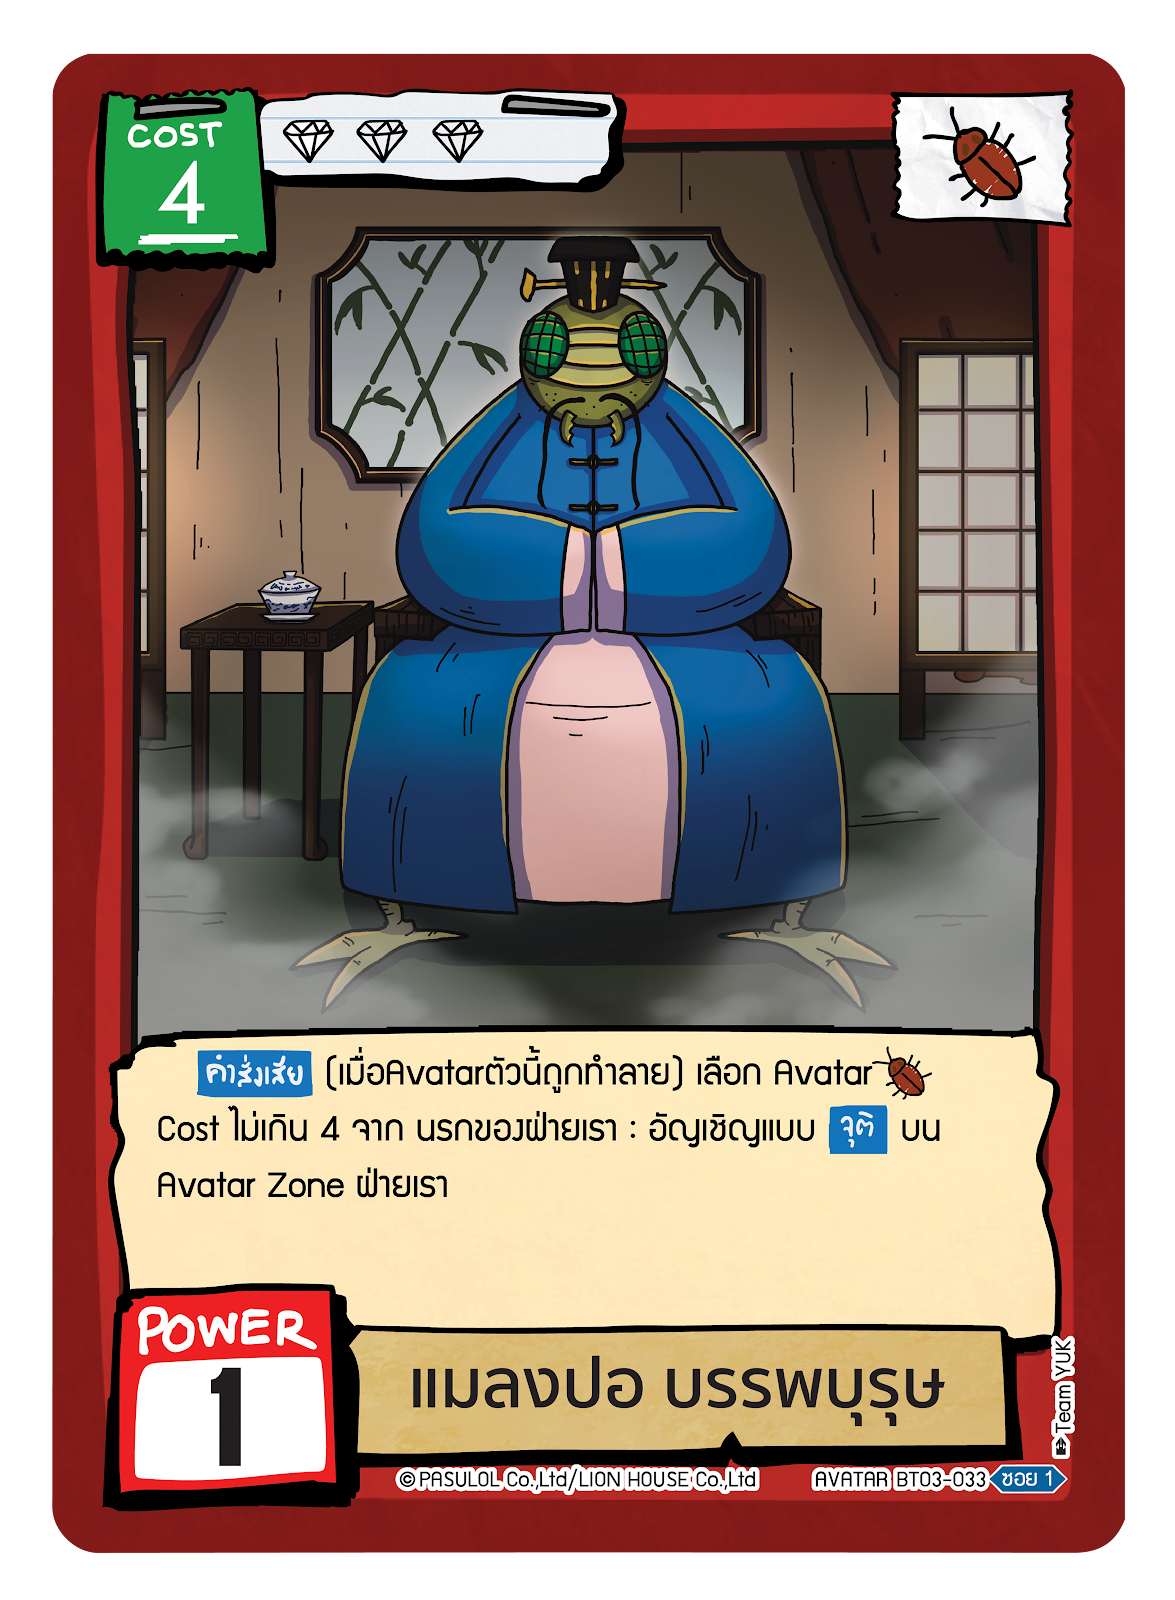 COST
4
คำสั่งเสีย (เมื่อAvatarตัวนี้ถูกทำลาย) เลือก Avatar
Cost ไม่เกิน 4 จาก นรกของฝ่ายเรา : อัญเชิญแบบ จุติ บน
Avatar Zone ฝ่ายเรา
POWER
1
แมลงปอ บรรพบุรุษ
Team YUK
© PASULOL Co.,Ltd/LION HOUSE Co.,Ltd
AVATAR BT03-033 ซอย 1